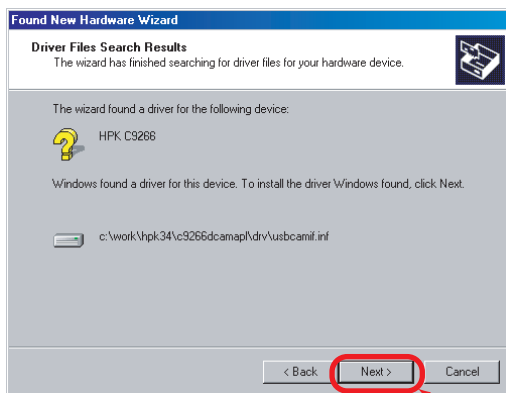 Found New Hardware Wizard
Driver Files Search Results
The wizard has finished searching for driver files for your hardware device.
The wizard found a driver for the following device:
HPK C9266
Windows found a driver for this device. To install the driver Windows found, click Next.
c:\work\hpk34\c9266dcamapl\drv\usbcamif.inf
< Back
Next >
Cancel